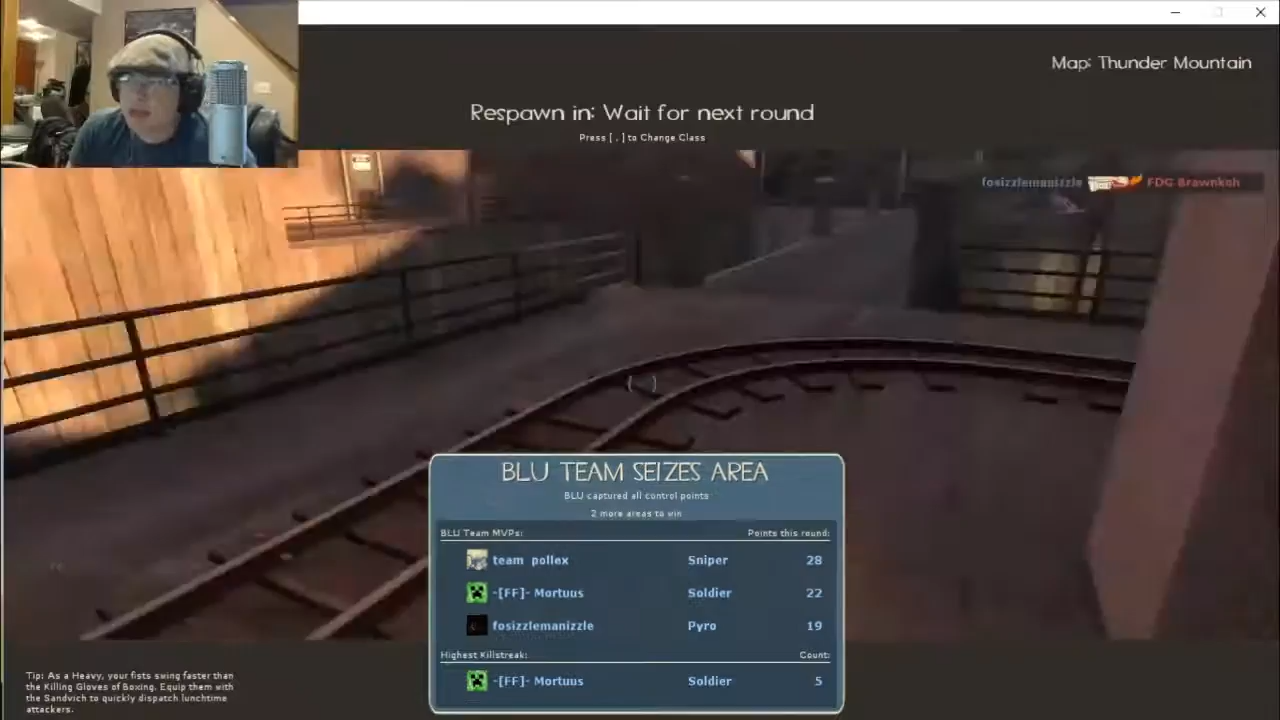 Map: Thunder Mountain
Respawn in: Wait for next round
Press [ . ] to Change Class
fosizzlemanizzle FDG Brawnkoh
BLU TEAM SEIZES AREA
BLU captured all control points
2 more areas to win
BLU Team MVPs: Points this round:
team pollex Sniper 28
-[FF]- Mortuus Soldier 22
fosizzlemanizzle Pyro 19
Highest Killstreak: Count:
-[FF]- Mortuus Soldier 5
Tip: As a Heavy, your fists swing faster than
the Killing Gloves of Boxing. Equip them with
the Sandvich to quickly dispatch lunchtime
attackers.